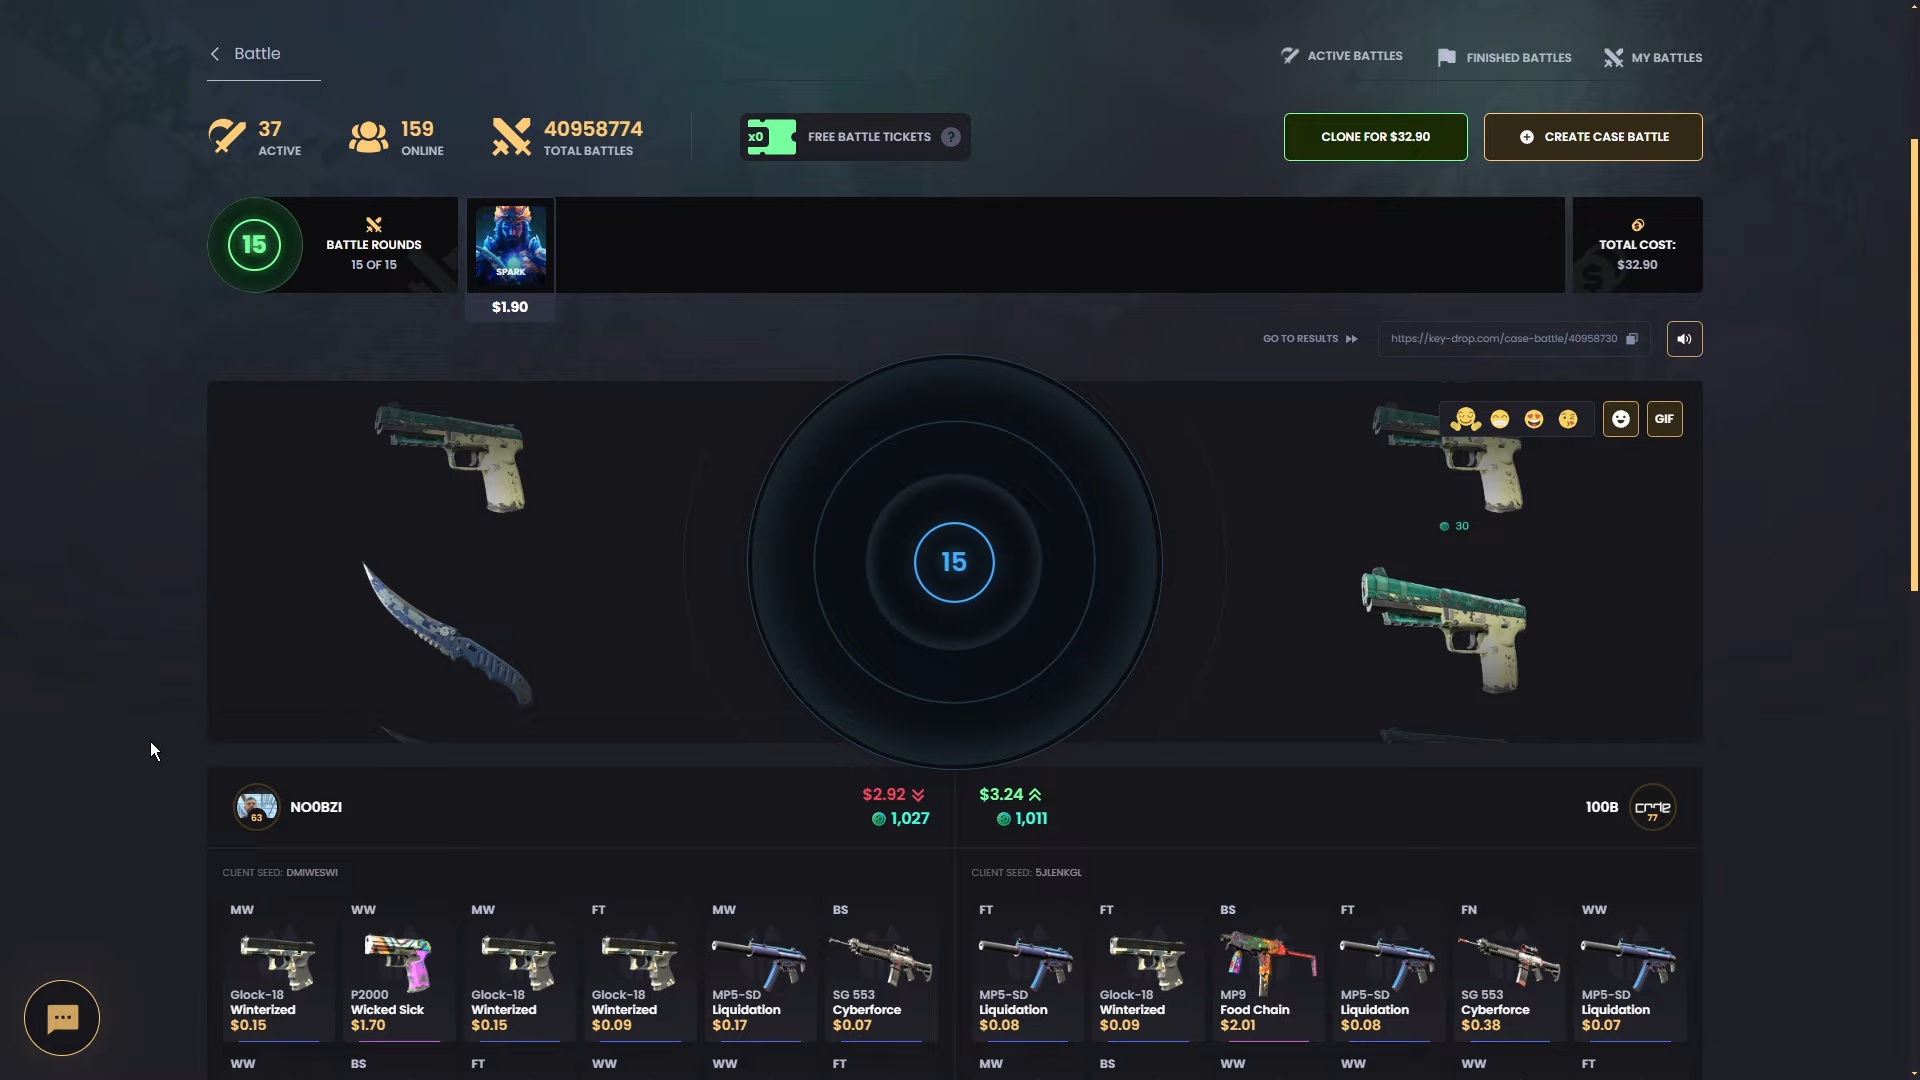 Battle
ACTIVE BATTLES
FINISHED BATTLES
MY BATTLES
37
ACTIVE
159
ONLINE
40958774
TOTAL BATTLES
x0
FREE BATTLE TICKETS
?
CLONE FOR $32.90
CREATE CASE BATTLE
15
BATTLE ROUNDS
15 OF 15
SPARK
$1.90
TOTAL COST:
$32.90
GO TO RESULTS
https://key-drop.com/case-battle/40958730
GIF
30
15
63
NO0BZI
$2.92
1,027
$3.24
1,011
100B
code
77
CLIENT SEED: DMIWESWI
CLIENT SEED: 5JLENKGL
MW
WW
MW
FT
MW
BS
FT
FT
BS
FT
FN
WW
Glock-18
Winterized
$0.15
P2000
Wicked Sick
$1.70
Glock-18
Winterized
$0.15
Glock-18
Winterized
$0.09
MP5-SD
Liquidation
$0.17
SG 553
Cyberforce
$0.07
MP5-SD
Liquidation
$0.08
Glock-18
Winterized
$0.09
MP9
Food Chain
$2.01
MP5-SD
Liquidation
$0.08
SG 553
Cyberforce
$0.38
MP5-SD
Liquidation
$0.07
WW
BS
FT
WW
WW
FT
MW
BS
WW
WW
WW
FT